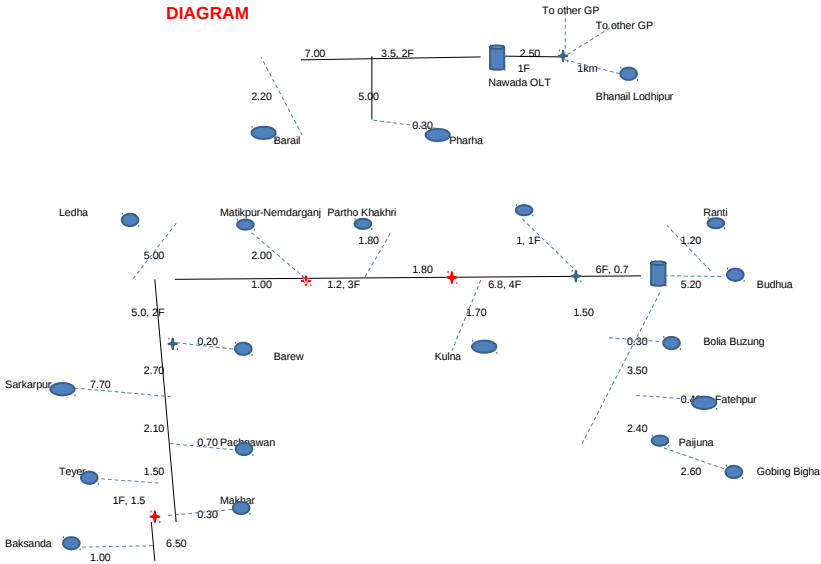 DIAGRAM
To other GP
To other GP
7.00
3.5, 2F
2.50
1F
1km
Nawada OLT
Bhanail Lodhipur
2.20
5.00
0.30
Barail
Pharha
Ledha
Matikpur-Nemdarganj
Partho Khakhri
Ranti
1.80
1, 1F
1.20
5.00
2.00
1.80
6F, 0.7
1.00
1.2, 3F
6.8, 4F
5.20
Budhua
5.0, 2F
1.70
1.50
0.20
Barew
Kulna
0.30
Bolia Buzung
2.70
3.50
Sarkarpur
7.70
Fatehpur
2.10
2.40
0.70
Pachgawan
Paijuna
Teyer
1.50
2.60
Gobing Bigha
1F, 1.5
Makhar
0.30
Baksanda
6.50
1.00